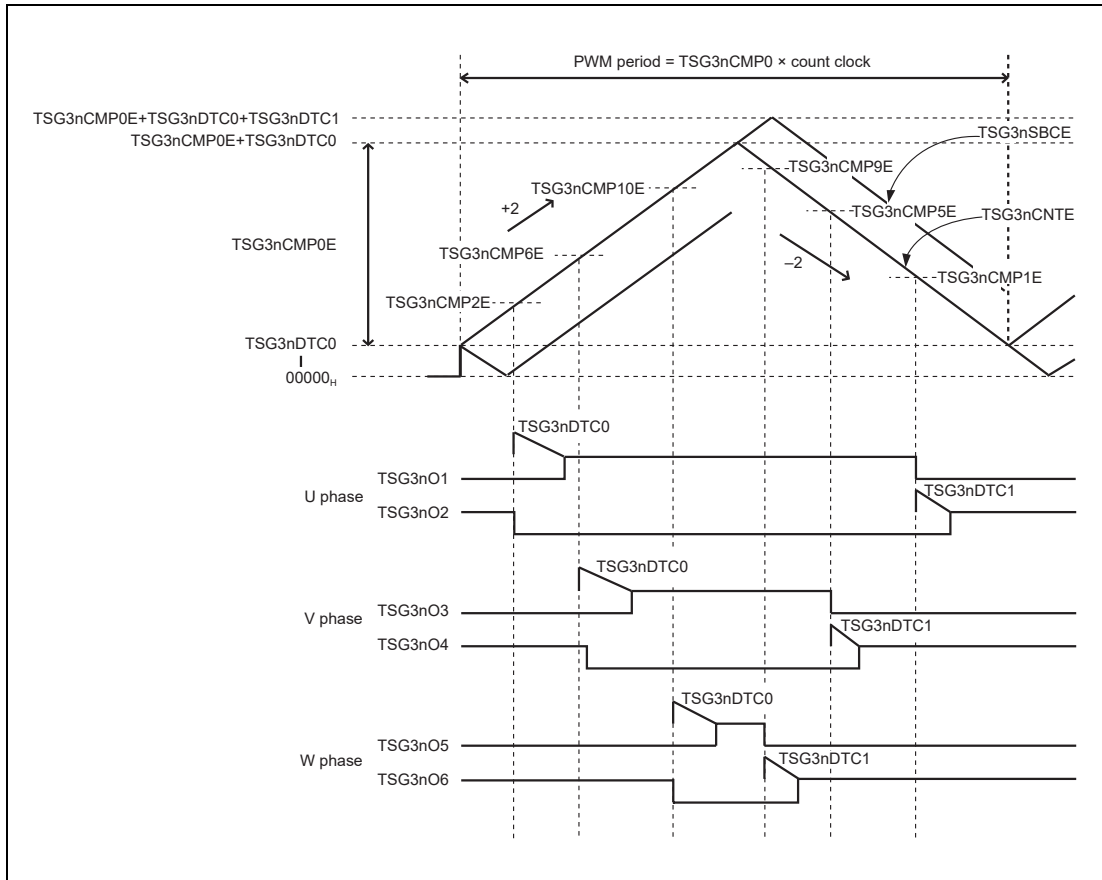 PWM period = TSG3nCMP0 × count clock
TSG3nCMP0E+TSG3nDTC0+TSG3nDTC1
TSG3nCMP0E+TSG3nDTC0
TSG3nSBCE
TSG3nCMP9E
TSG3nCMP10E
+2
TSG3nCMP5E
TSG3nCNTE
TSG3nCMP0E
TSG3nCMP6E
–2
TSG3nCMP1E
TSG3nCMP2E
TSG3nDTC0
00000H
TSG3nDTC0
TSG3nO1
U phase
TSG3nDTC1
TSG3nO2
TSG3nDTC0
TSG3nO3
V phase
TSG3nDTC1
TSG3nO4
TSG3nDTC0
TSG3nO5
W phase
TSG3nDTC1
TSG3nO6